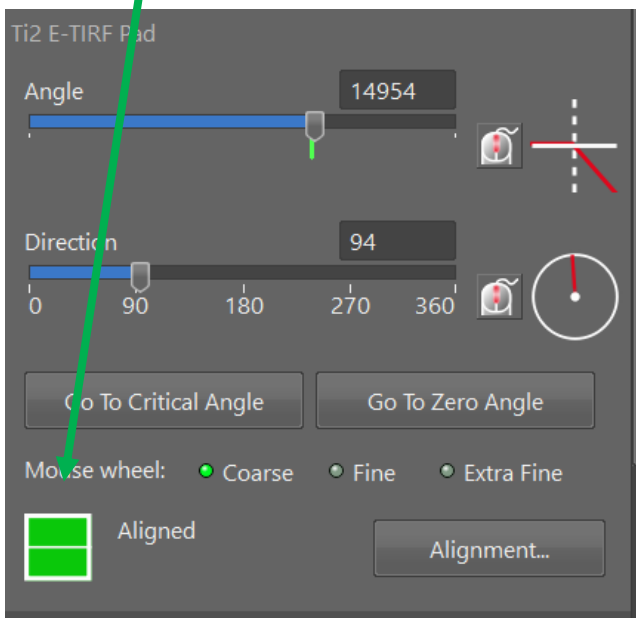 Ti2 E-TIRF Pad
Angle 14954
Direction 94
0 90 180 270 360
Go To Critical Angle Go To Zero Angle
Mouse wheel: Coarse Fine Extra Fine
Aligned
Alignment...